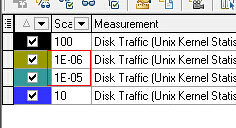 Sca Measurement
100 Disk Traffic (Unix Kernel Statis
1E-06 Disk Traffic (Unix Kernel Statis
1E-05 Disk Traffic (Unix Kernel Statis
10 Disk Traffic (Unix Kernel Statis